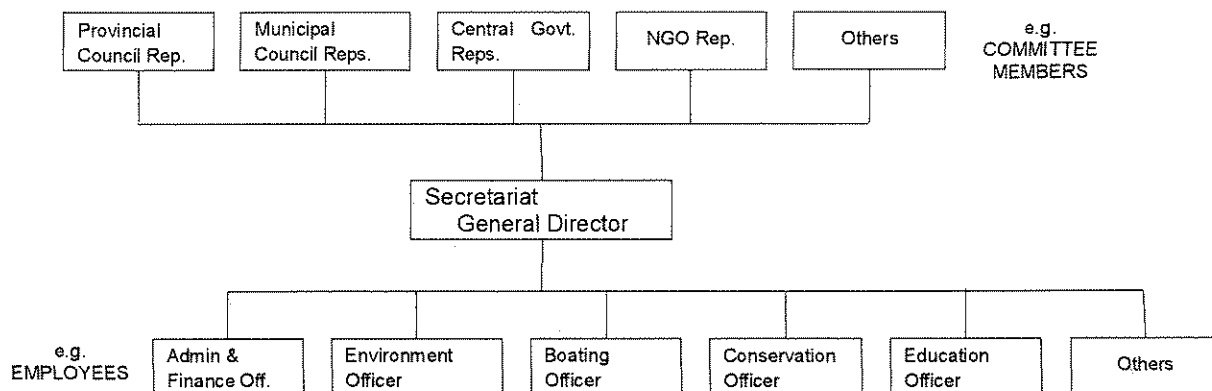 Provincial
Council Rep.
Municipal
Council Reps.
Central Govt.
Reps.
NGO Rep.
Others
e.g.
COMMITTEE
MEMBERS
Secretariat
General Director
e.g.
EMPLOYEES
Admin &
Finance Off.
Environment
Officer
Boating
Officer
Conservation
Officer
Education
Officer
Others